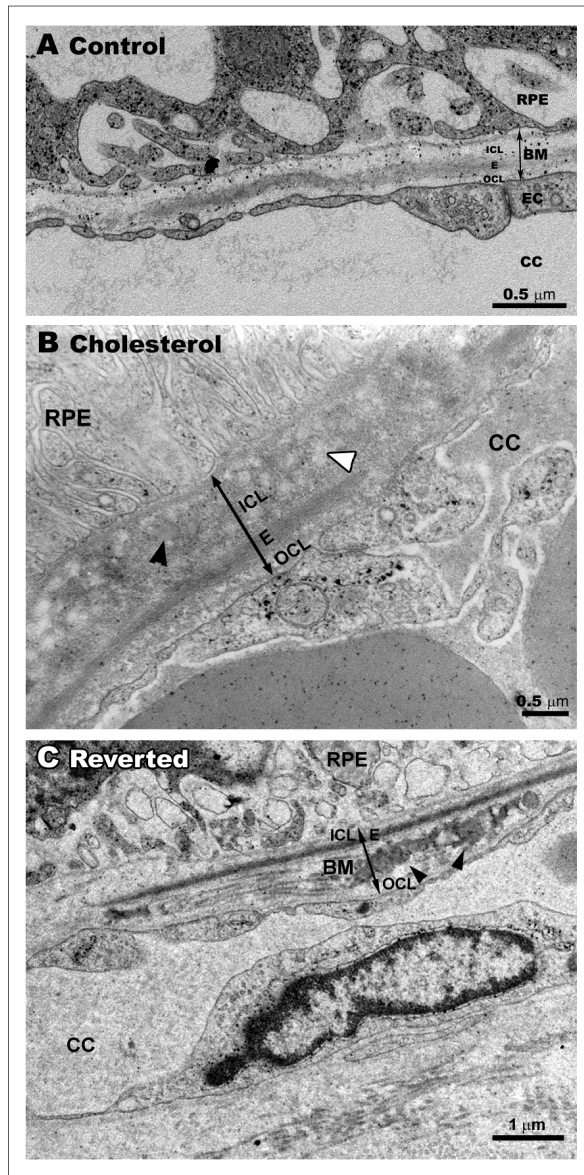 A Control
RPE
ICL
BM
E
OCL
EC
CC
0.5 μm
B Cholesterol
RPE
CC
ICL
E
OCL
0.5 μm
C Reverted
RPE
ICL E
BM
OCL
CC
1 μm